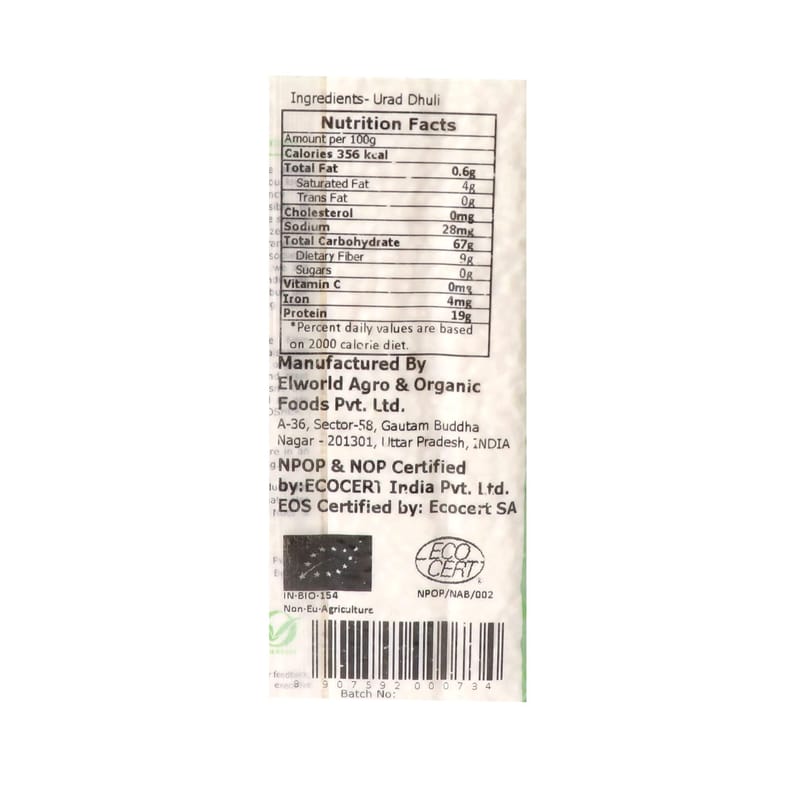 Ingredients- Urad Dhuli
Nutrition Facts
Amount per 100g
Calories 356 kcal
Total Fat 0.6g
Saturated Fat 4g
Trans Fat 0g
Cholesterol 0mg
Sodium 28mg
Total Carbohydrate 67g
Dietary Fiber 9g
Sugars 0g
Vitamin C 0mg
Iron 4mg
Protein 19g
*Percent daily values are based
on 2000 calorie diet.
Manufactured By
Elworld Agro & Organic
Foods Pvt. Ltd.
A-36, Sector-58, Gautam Buddha
Nagar - 201301, Uttar Pradesh, INDIA
NPOP & NOP Certified
by:ECOCERT India Pvt. Ltd.
EOS Certified by: Ecocert SA
ECO
CERT
IN-BIO-154
NPOP/NAB/002
Non-Eu-Agriculture
8 907592 000734
Batch No: